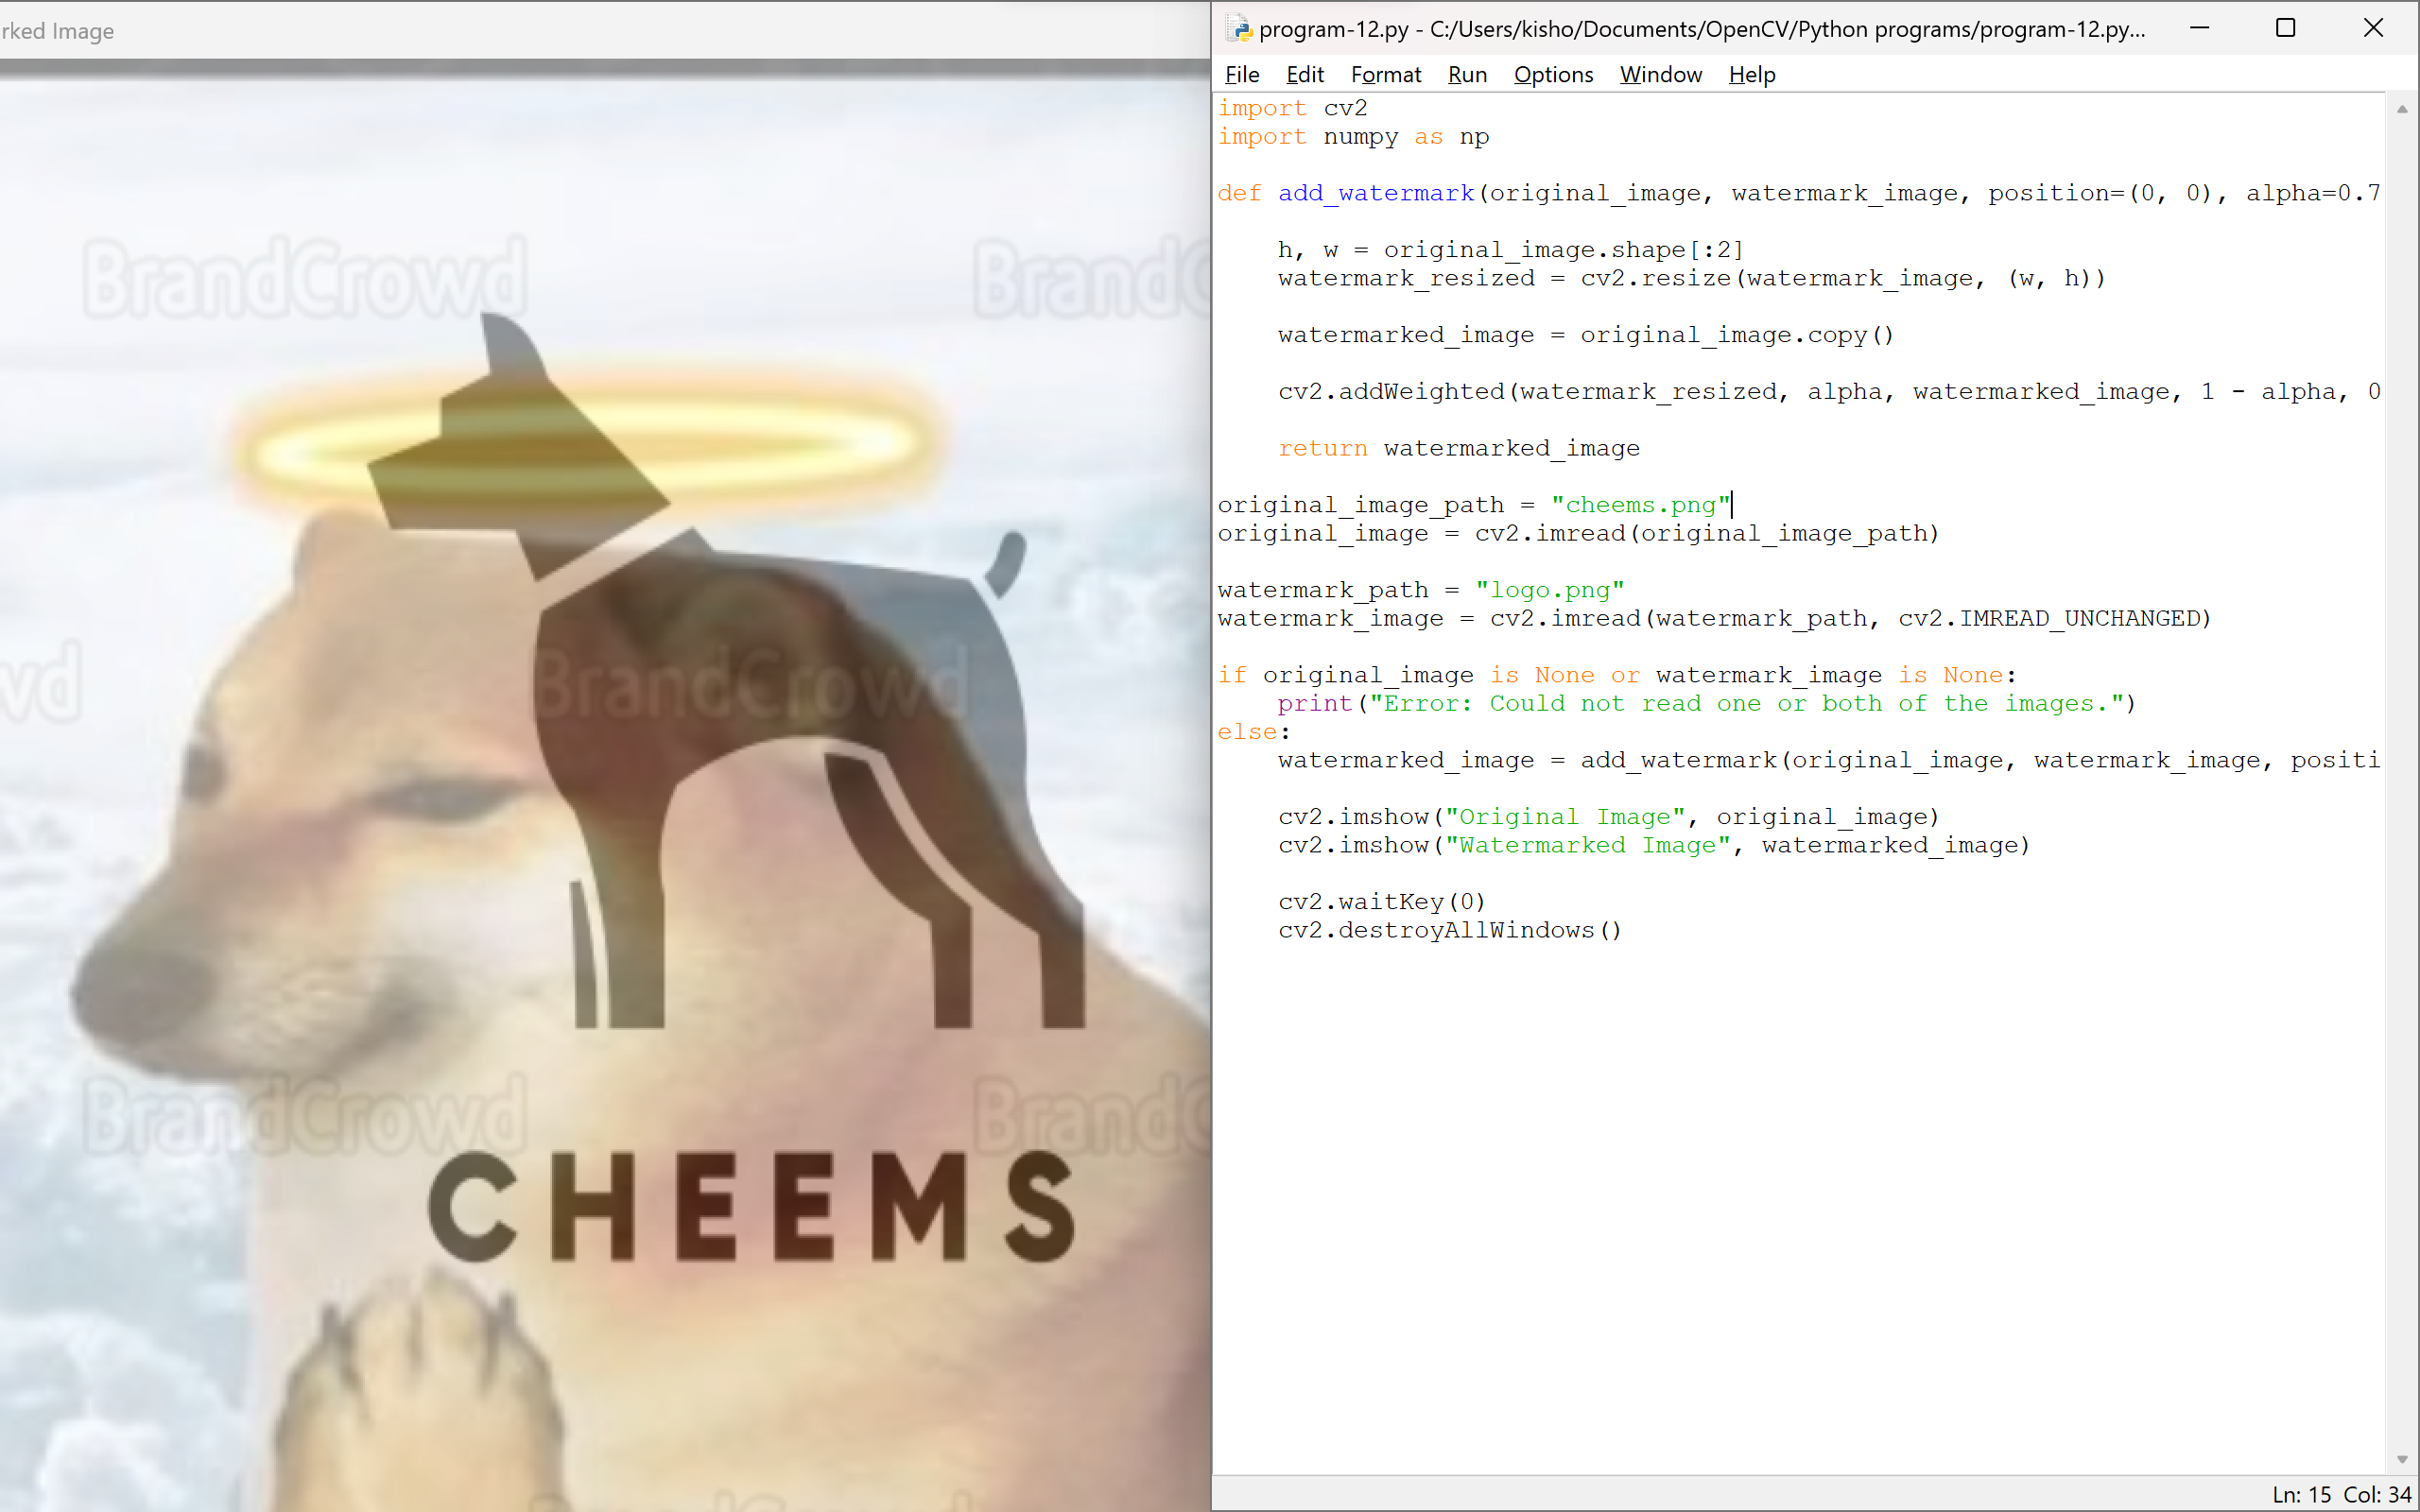 rked Image
BrandCrowd
BrandC
vd
BrandCrowd
BrandCrowd
BrandC
CHEEMS
program-12.py - C:/Users/kisho/Documents/OpenCV/Python programs/program-12.py...
File Edit Format Run Options Window Help
import cv2
import numpy as np
def add_watermark(original_image, watermark_image, position=(0, 0), alpha=0.7
h, w = original_image.shape[:2]
watermark_resized = cv2.resize(watermark_image, (w, h))
watermarked_image = original_image.copy()
cv2.addWeighted(watermark_resized, alpha, watermarked_image, 1 - alpha, 0
return watermarked_image
original_image_path = "cheems.png"
original_image = cv2.imread(original_image_path)
watermark_path = "logo.png"
watermark_image = cv2.imread(watermark_path, cv2.IMREAD_UNCHANGED)
if original_image is None or watermark_image is None:
print("Error: Could not read one or both of the images.")
else:
watermarked_image = add_watermark(original_image, watermark_image, positi
cv2.imshow("Original Image", original_image)
cv2.imshow("Watermarked Image", watermarked_image)
cv2.waitKey(0)
cv2.destroyAllWindows()
Ln: 15 Col: 34